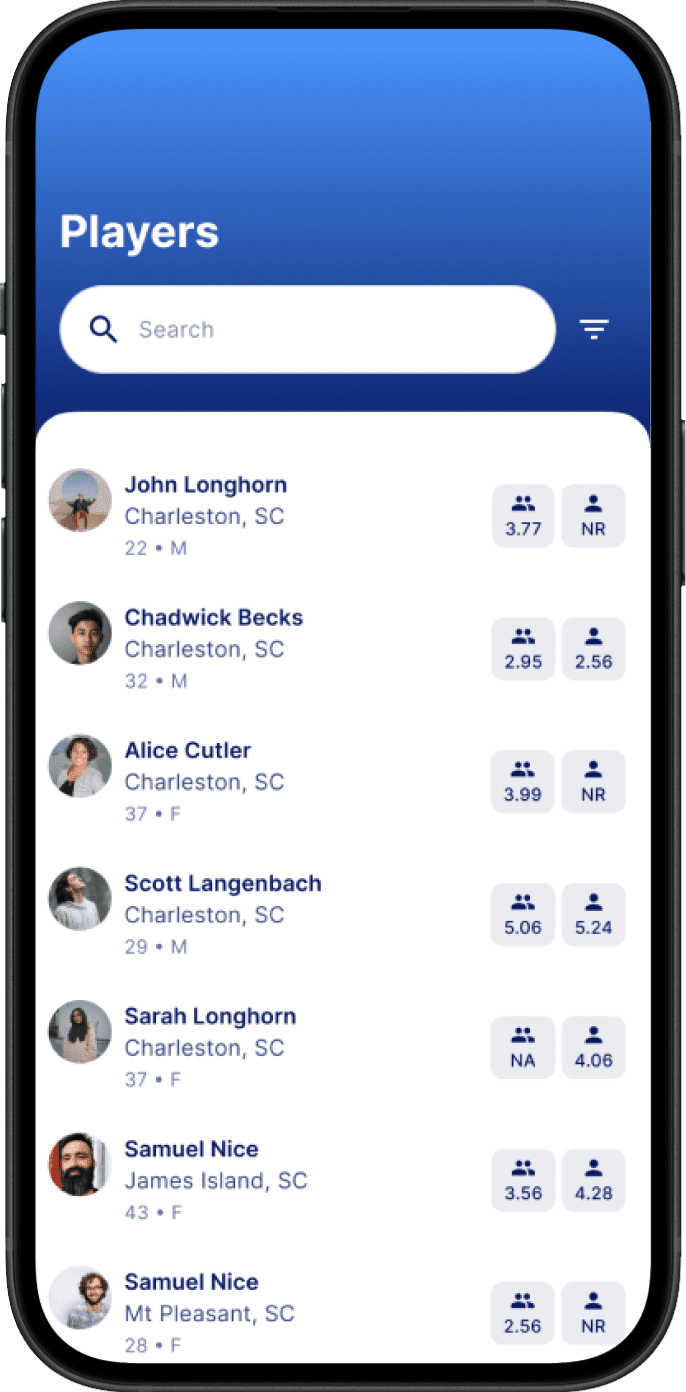 Players
Search
John Longhorn
Charleston, SC
22 • M
3.77
NR
Chadwick Becks
Charleston, SC
32 • M
2.95
2.56
Alice Cutler
Charleston, SC
37 • F
3.99
NR
Scott Langenbach
Charleston, SC
29 • M
5.06
5.24
Sarah Longhorn
Charleston, SC
37 • F
NA
4.06
Samuel Nice
James Island, SC
43 • F
3.56
4.28
Samuel Nice
Mt Pleasant, SC
28 • F
2.56
NR